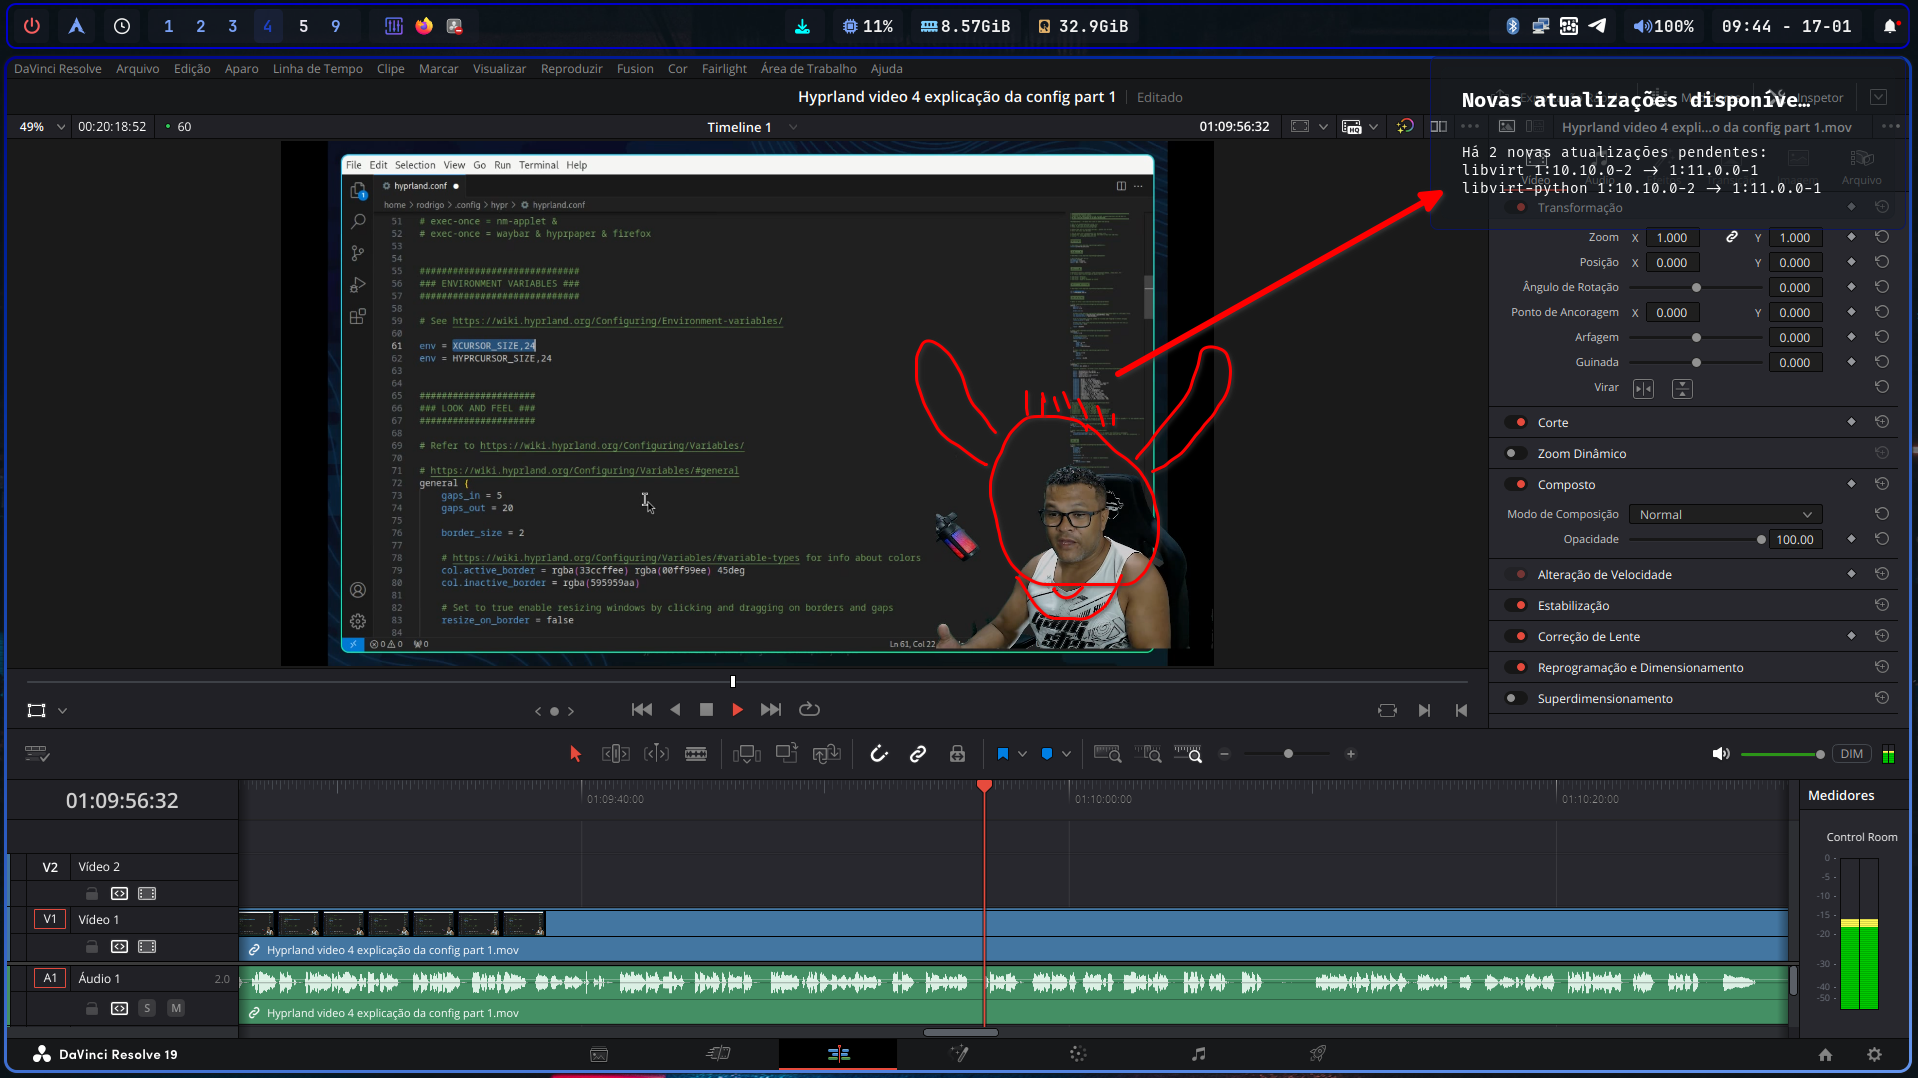 1 2 3 4 5 9
11%
8.57GiB
32.9GiB
100%
09:44 - 17-01
DaVinci Resolve Arquivo Edição Aparo Linha de Tempo Clipe Marcar Visualizar Reproduzir Fusion Cor Fairlight Área de Trabalho Ajuda
Hyprland video 4 explicação da config part 1 Editado
Novas atualizações disponíve…
Inspetor
49% 00:20:18:52 60
Timeline 1
01:09:56:32
Hyprland video 4 expli...o da config part 1.mov
Há 2 novas atualizações pendentes:
libvirt 1:10.10.0-2 → 1:11.0.0-1
libvirt-python 1:10.10.0-2 → 1:11.0.0-1
Vídeo
Arquivo
File Edit Selection View Go Run Terminal Help
hyprland.conf
home > rodrigo > .config > hypr > hyprland.conf
51 # exec-once = nm-applet &
52 # exec-once = waybar & hyprpaper & firefox
53
54
55 #############################
56 ### ENVIRONMENT VARIABLES ###
57 #############################
58
59 # See https://wiki.hyprland.org/Configuring/Environment-variables/
60
61 env = XCURSOR_SIZE,24
62 env = HYPRCURSOR_SIZE,24
63
64
65 #####################
66 ### LOOK AND FEEL ###
67 #####################
68
69 # Refer to https://wiki.hyprland.org/Configuring/Variables/
70
71 # https://wiki.hyprland.org/Configuring/Variables/#general
72 general {
73 gaps_in = 5
74 gaps_out = 20
75
76 border_size = 2
77
78 # https://wiki.hyprland.org/Configuring/Variables/#variable-types for info about colors
79 col.active_border = rgba(33ccffee) rgba(00ff99ee) 45deg
80 col.inactive_border = rgba(595959aa)
81
82 # Set to true enable resizing windows by clicking and dragging on borders and gaps
83 resize_on_border = false
84
0 0 0
Ln 61, Col 22
Transformação
Zoom X 1.000 Y 1.000
Posição X 0.000 Y 0.000
Ângulo de Rotação 0.000
Ponto de Ancoragem X 0.000 Y 0.000
Arfagem 0.000
Guinada 0.000
Virar
Corte
Zoom Dinâmico
Composto
Modo de Composição Normal
Opacidade 100.00
Alteração de Velocidade
Estabilização
Correção de Lente
Reprogramação e Dimensionamento
Superdimensionamento
DIM
01:09:56:32
01:09:40:00
01:10:00:00
01:10:20:00
Medidores
Control Room
0
-5
-10
-15
-20
-30
-40
-50
V2 Vídeo 2
V1 Vídeo 1
Hyprland video 4 explicação da config part 1.mov
A1 Áudio 1 2.0
S M
Hyprland video 4 explicação da config part 1.mov
DaVinci Resolve 19